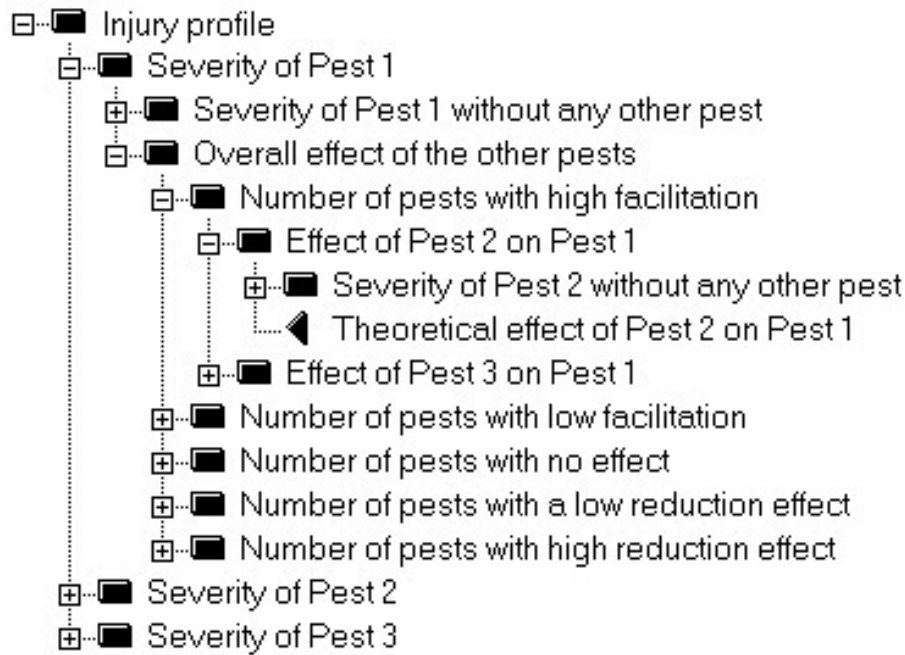 Injury profile
Severity of Pest 1
Severity of Pest 1 without any other pest
Overall effect of the other pests
Number of pests with high facilitation
Effect of Pest 2 on Pest 1
Severity of Pest 2 without any other pest
Theoretical effect of Pest 2 on Pest 1
Effect of Pest 3 on Pest 1
Number of pests with low facilitation
Number of pests with no effect
Number of pests with a low reduction effect
Number of pests with high reduction effect
Severity of Pest 2
Severity of Pest 3